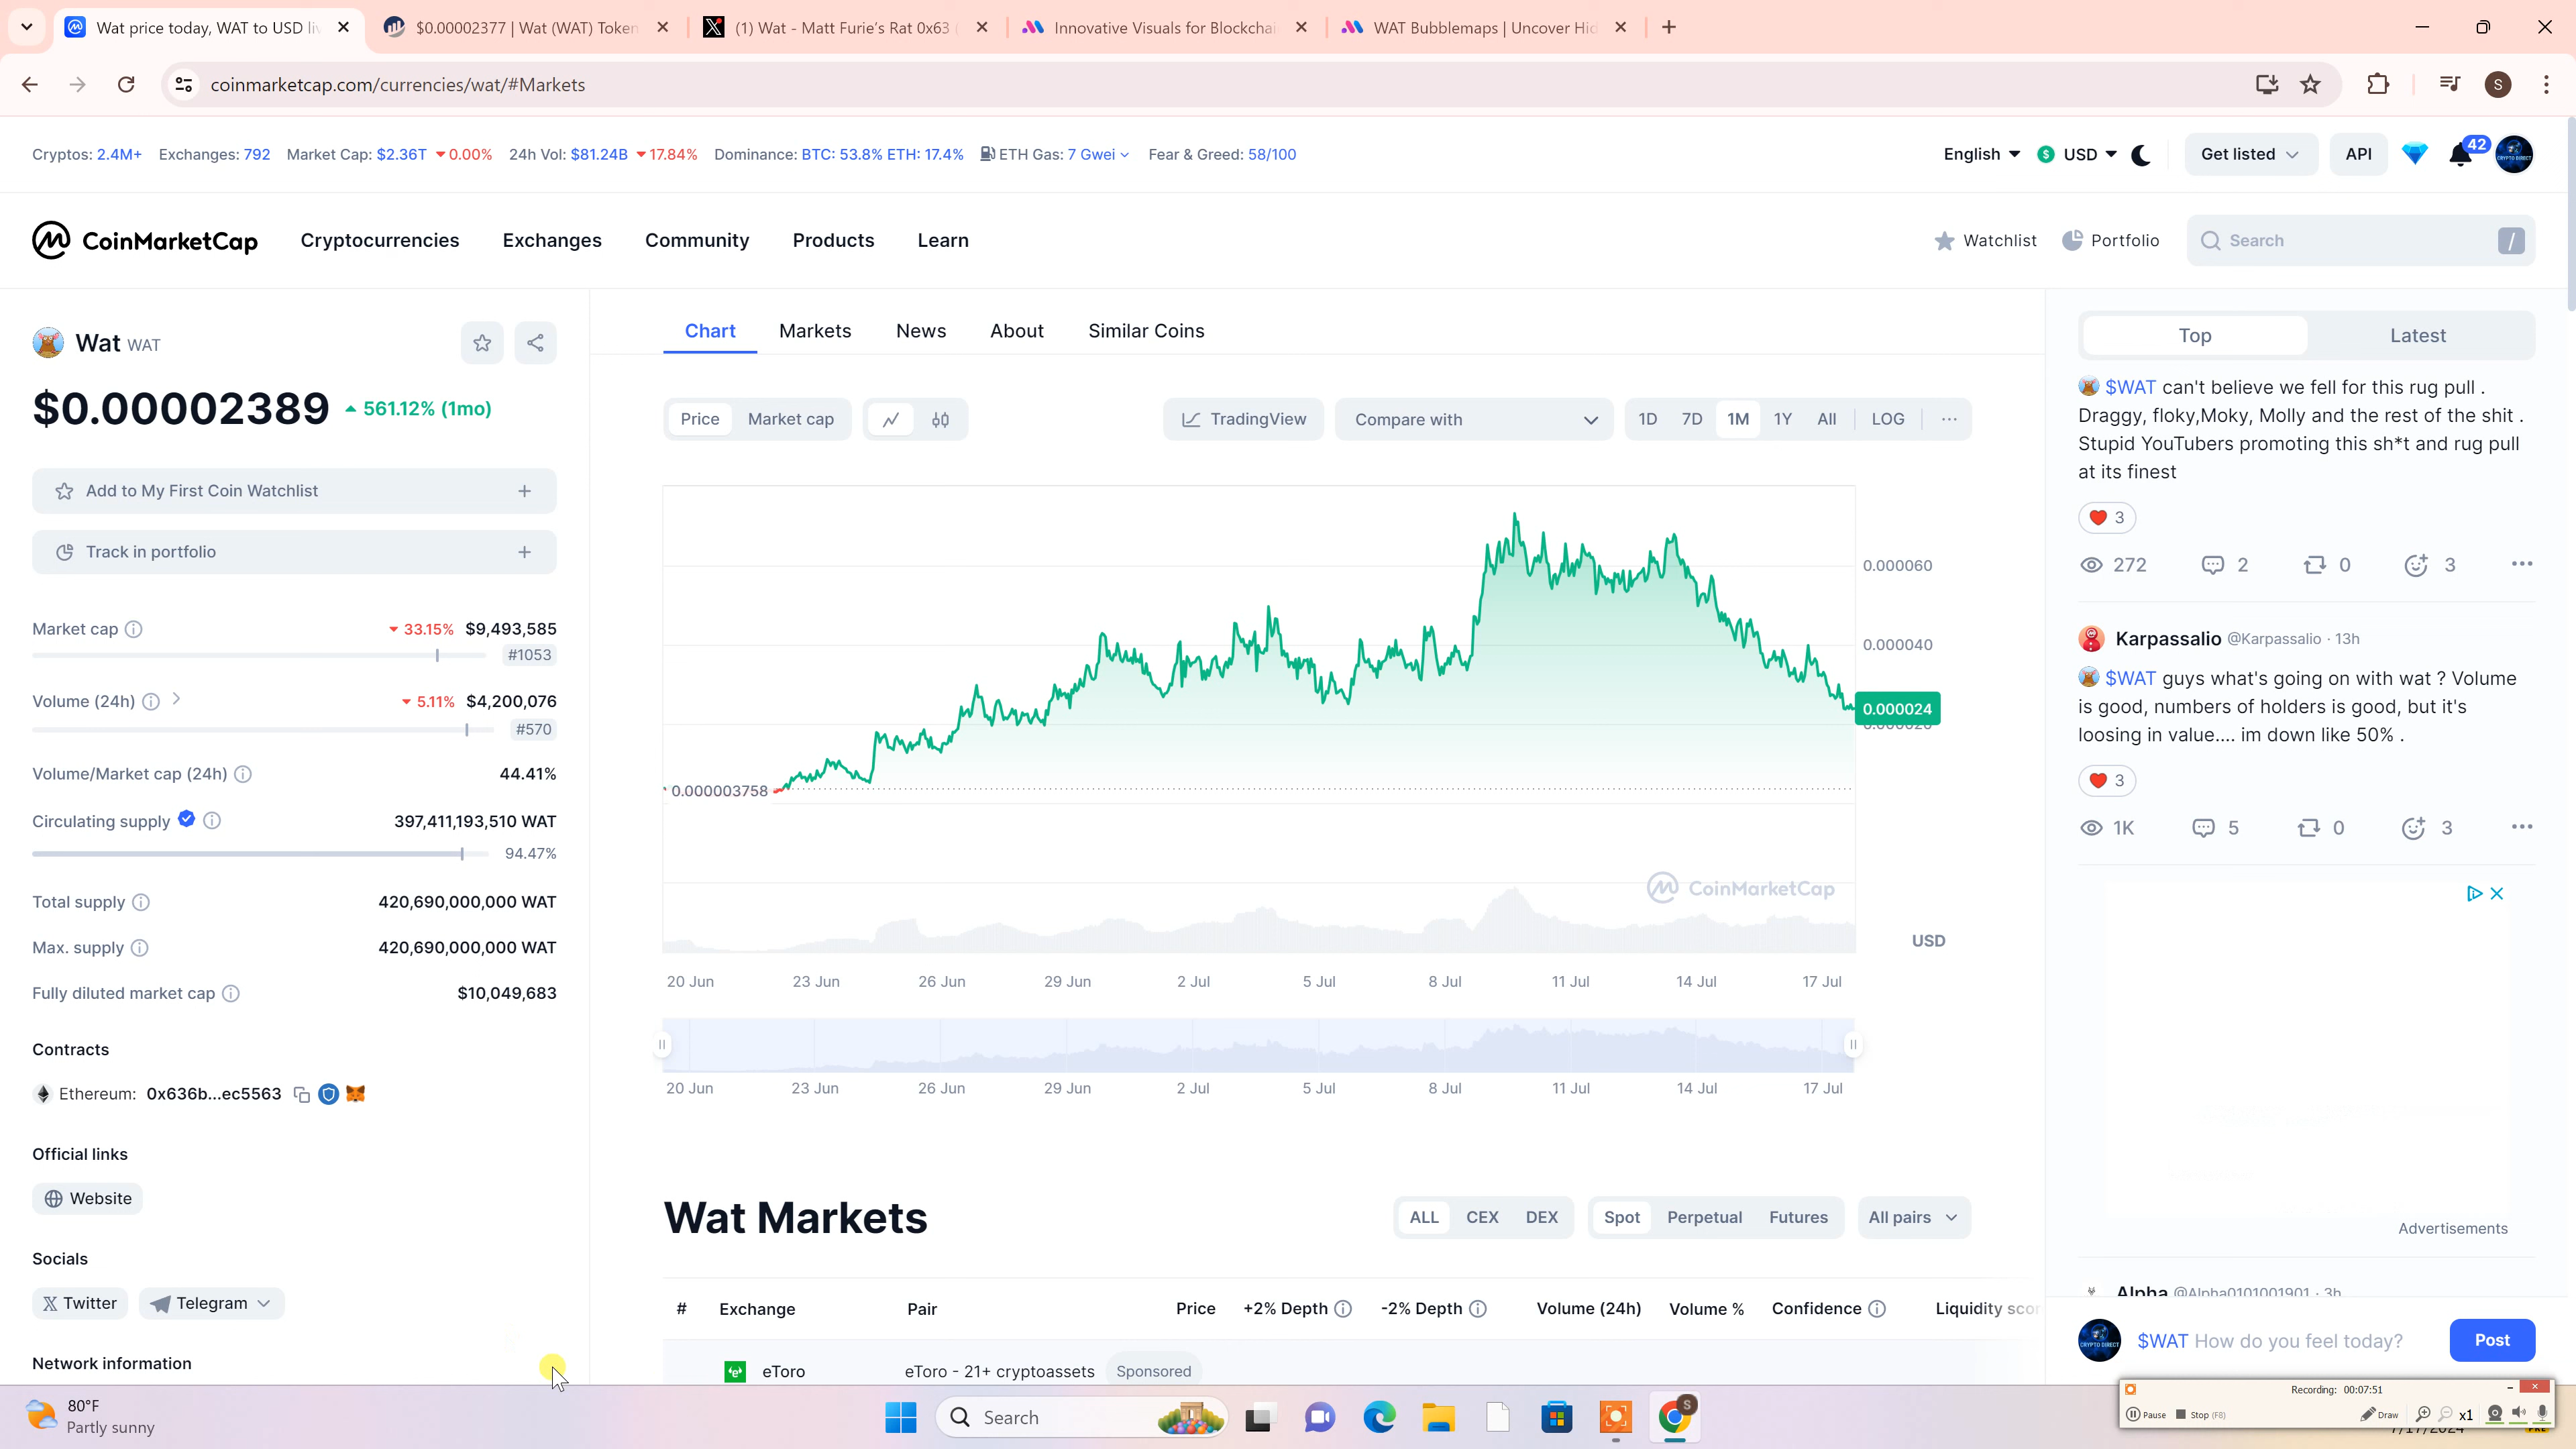 Wat price today, WAT to USD liv
$0.00002377 | Wat (WAT) Token
(1) Wat - Matt Furie's Rat 0x63
Innovative Visuals for Blockchai
WAT Bubblemaps | Uncover Hid
coinmarketcap.com/currencies/wat/#Markets
S
Cryptos: 2.4M+ Exchanges: 792 Market Cap: $2.36T 0.00% 24h Vol: $81.24B 17.84% Dominance: BTC: 53.8% ETH: 17.4% ETH Gas: 7 Gwei Fear & Greed: 58/100
English USD Get listed API 42
CoinMarketCap Cryptocurrencies Exchanges Community Products Learn
Watchlist Portfolio Search /
Wat WAT
$0.00002389 561.12% (1mo)
Add to My First Coin Watchlist +
Track in portfolio +
Market cap 33.15% $9,493,585
#1053
Volume (24h) 5.11% $4,200,076
#570
Volume/Market cap (24h) 44.41%
Circulating supply 397,411,193,510 WAT
94.47%
Total supply 420,690,000,000 WAT
Max. supply 420,690,000,000 WAT
Fully diluted market cap $10,049,683
Contracts
Ethereum: 0x636b...ec5563
Official links
Website
Socials
Twitter Telegram
Network information
Chart Markets News About Similar Coins
Price Market cap
TradingView Compare with 1D 7D 1M 1Y All LOG ...
0.000060
0.000040
0.000024
0.000003758
CoinMarketCap
USD
20 Jun 23 Jun 26 Jun 29 Jun 2 Jul 5 Jul 8 Jul 11 Jul 14 Jul 17 Jul
20 Jun 23 Jun 26 Jun 29 Jun 2 Jul 5 Jul 8 Jul 11 Jul 14 Jul 17 Jul
Wat Markets
ALL CEX DEX Spot Perpetual Futures All pairs
# Exchange Pair Price +2% Depth -2% Depth Volume (24h) Volume % Confidence Liquidity
eToro eToro - 21+ cryptoassets Sponsored
Top Latest
$WAT can't believe we fell for this rug pull .
Draggy, floky,Moky, Molly and the rest of the shit .
Stupid YouTubers promoting this sh*t and rug pull
at its finest
3
272 2 0 3
Karpassalio @Karpassalio · 13h
$WAT guys what's going on with wat ? Volume
is good, numbers of holders is good, but it's
loosing in value.... im down like 50% .
3
1K 5 0 3
Advertisements
Alpha @Alpha0101001901 · 3h
$WAT How do you feel today? Post
80°F
Partly sunny
Search
S
Recording: 00:07:51
Pause Stop (F8) Draw x1
7/17/2024